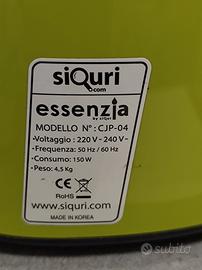 siQuri
.com
essenzia
by siQuri
MODELLO N°: CJP-04
•Voltaggio: 220 V - 240 V~
•Frequenza: 50 Hz / 60 Hz
•Consumo: 150 W
•Peso: 4,5 Kg
CE
RoHS
www.siquri.com
MADE IN KOREA
subito